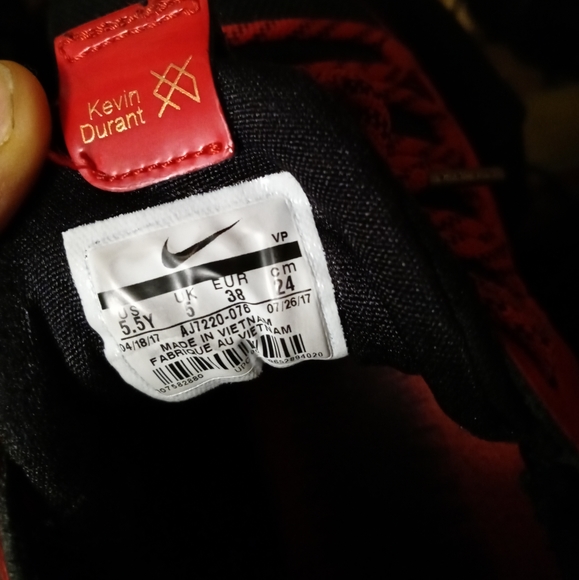 Kevin
Durant
VP
US UK EUR cm
5.5Y 5 38 24
04/18/17 AJ7220-076 07/26/17
MADE IN VIETNAM
FABRIQUE AU VIETNAM